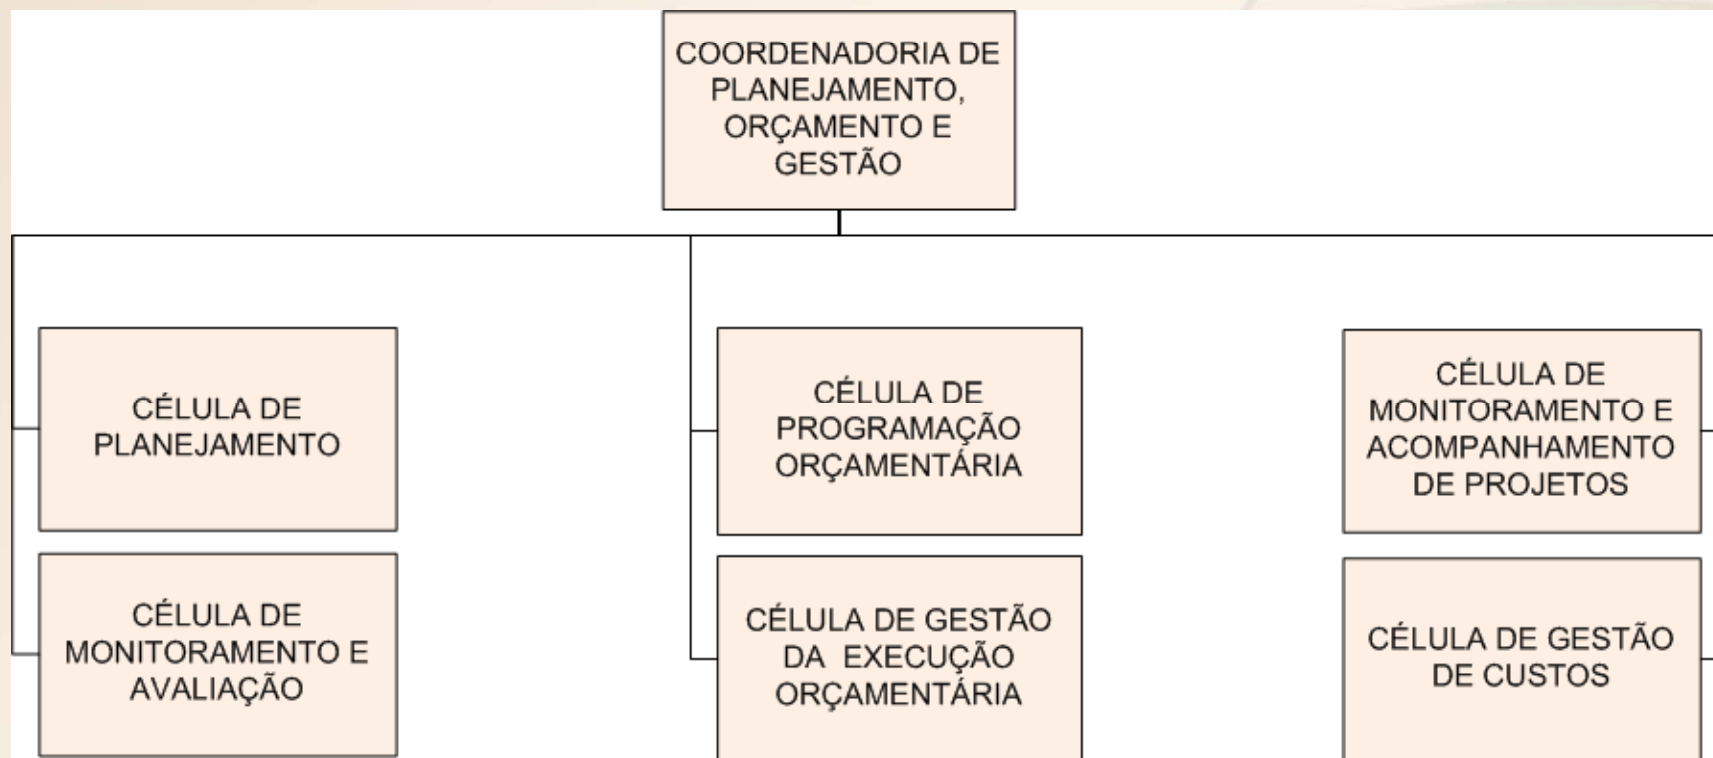 COORDENADORIA DE
PLANEJAMENTO,
ORÇAMENTO E
GESTÃO
CÉLULA DE
PLANEJAMENTO
CÉLULA DE
PROGRAMAÇÃO
ORÇAMENTÁRIA
CÉLULA DE
MONITORAMENTO E
ACOMPANHAMENTO
DE PROJETOS
CÉLULA DE
MONITORAMENTO E
AVALIAÇÃO
CÉLULA DE GESTÃO
DA EXECUÇÃO
ORÇAMENTÁRIA
CÉLULA DE GESTÃO
DE CUSTOS